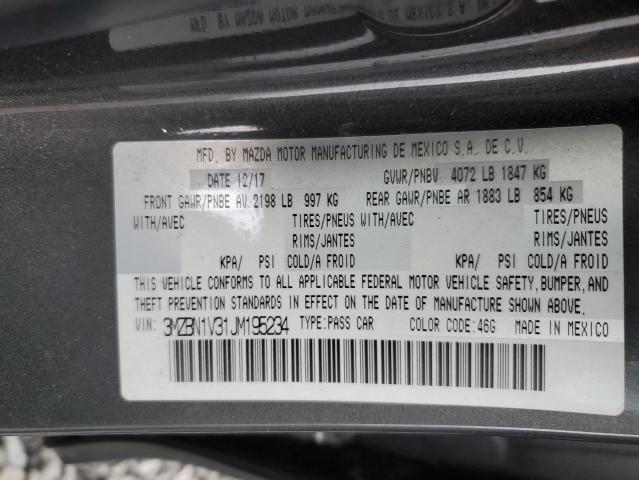 MFD. BY MAZDA MOTOR MANUFACTURING DE MEXICO S.A. DE C.V.
DATE 12/17 GVWR/PNBV 4072 LB 1847 KG
FRONT GAWR/PNBE AV 2198 LB 997 KG REAR GAWR/PNBE AR 1883 LB 854 KG
WITH/AVEC TIRES/PNEUS WITH/AVEC TIRES/PNEUS
RIMS/JANTES RIMS/JANTES
KPA/ PSI COLD/A FROID KPA/ PSI COLD/A FROID
THIS VEHICLE CONFORMS TO ALL APPLICABLE FEDERAL MOTOR VEHICLE SAFETY, BUMPER, AND
THEFT PREVENTION STANDARDS IN EFFECT ON THE DATE OF MANUFACTURE SHOWN ABOVE.
VIN: 3MZBN1V31JM195234 TYPE:PASS CAR COLOR CODE:46G MADE IN MEXICO